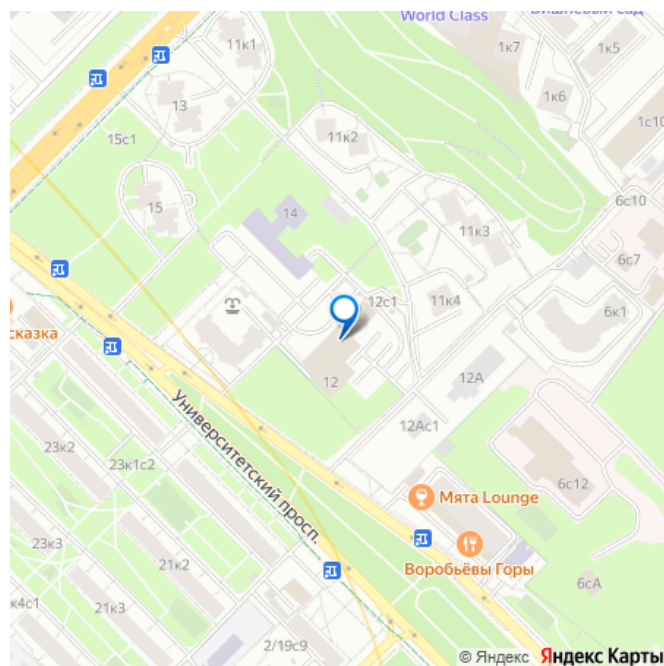 World Class
Вишнёвый сад
11к1
1к7
1к5
13
1к6
15с1
11к2
1с10
6с10
15
14
11к3
6с7
12с1
11к4
6к1
сказка
12
12А
Университетский просп.
12Ас1
23к2
23к1с2
6с12
Мята Lounge
23к3
21к2
Воробьёвы Горы
6сА
к4с1
21к3
2/19с9
© Яндекс Яндекс Карты